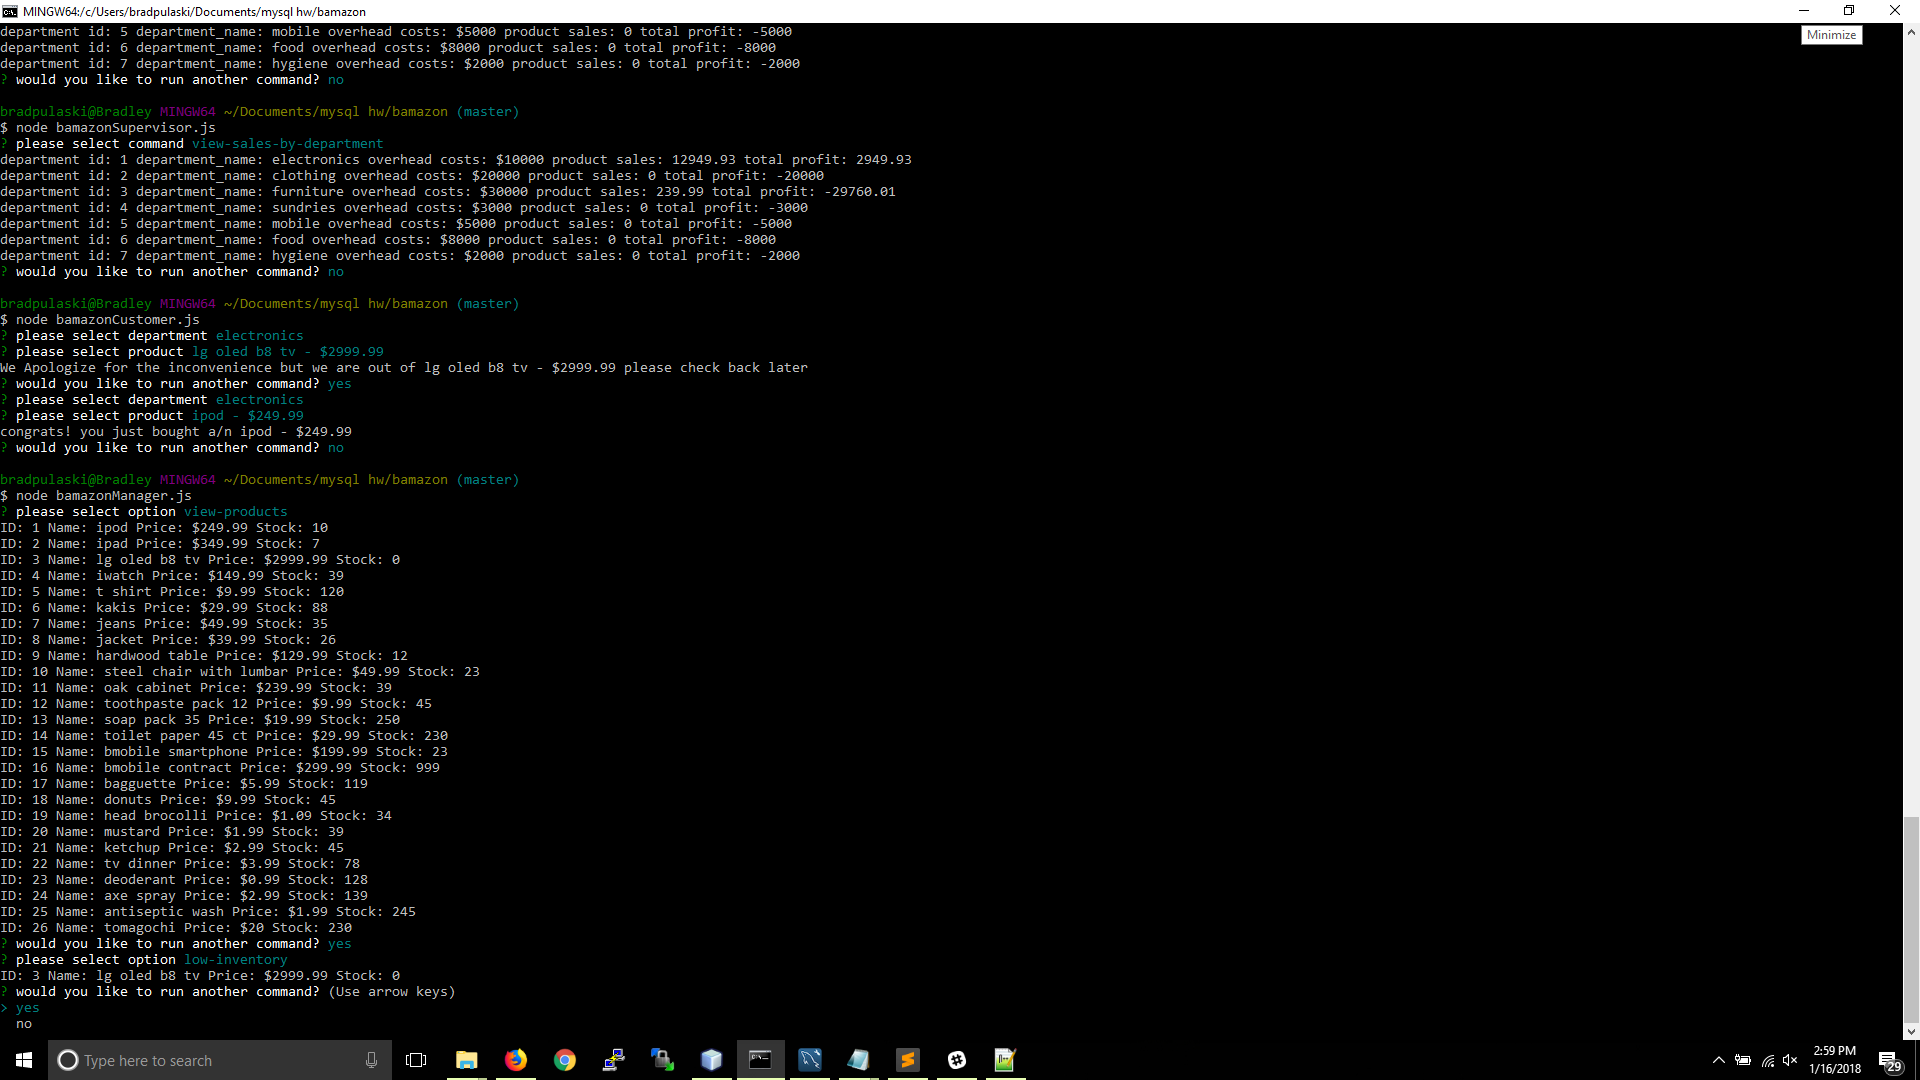 MINGW64:/c/Users/bradpulaski/Documents/mysql hw/bamazon
Minimize
department id: 5 department_name: mobile overhead costs: $5000 product sales: 0 total profit: -5000
department id: 6 department_name: food overhead costs: $8000 product sales: 0 total profit: -8000
department id: 7 department_name: hygiene overhead costs: $2000 product sales: 0 total profit: -2000
? would you like to run another command? no
bradpulaski@Bradley MINGW64 ~/Documents/mysql hw/bamazon (master)
$ node bamazonSupervisor.js
? please select command view-sales-by-department
department id: 1 department_name: electronics overhead costs: $10000 product sales: 12949.93 total profit: 2949.93
department id: 2 department_name: clothing overhead costs: $20000 product sales: 0 total profit: -20000
department id: 3 department_name: furniture overhead costs: $30000 product sales: 239.99 total profit: -29760.01
department id: 4 department_name: sundries overhead costs: $3000 product sales: 0 total profit: -3000
department id: 5 department_name: mobile overhead costs: $5000 product sales: 0 total profit: -5000
department id: 6 department_name: food overhead costs: $8000 product sales: 0 total profit: -8000
department id: 7 department_name: hygiene overhead costs: $2000 product sales: 0 total profit: -2000
? would you like to run another command? no
bradpulaski@Bradley MINGW64 ~/Documents/mysql hw/bamazon (master)
$ node bamazonCustomer.js
? please select department electronics
? please select product lg oled b8 tv - $2999.99
We Apologize for the inconvenience but we are out of lg oled b8 tv - $2999.99 please check back later
? would you like to run another command? yes
? please select department electronics
? please select product ipod - $249.99
congrats! you just bought a/n ipod - $249.99
? would you like to run another command? no
bradpulaski@Bradley MINGW64 ~/Documents/mysql hw/bamazon (master)
$ node bamazonManager.js
? please select option view-products
ID: 1 Name: ipod Price: $249.99 Stock: 10
ID: 2 Name: ipad Price: $349.99 Stock: 7
ID: 3 Name: lg oled b8 tv Price: $2999.99 Stock: 0
ID: 4 Name: iwatch Price: $149.99 Stock: 39
ID: 5 Name: t shirt Price: $9.99 Stock: 120
ID: 6 Name: kakis Price: $29.99 Stock: 88
ID: 7 Name: jeans Price: $49.99 Stock: 35
ID: 8 Name: jacket Price: $39.99 Stock: 26
ID: 9 Name: hardwood table Price: $129.99 Stock: 12
ID: 10 Name: steel chair with lumbar Price: $49.99 Stock: 23
ID: 11 Name: oak cabinet Price: $239.99 Stock: 39
ID: 12 Name: toothpaste pack 12 Price: $9.99 Stock: 45
ID: 13 Name: soap pack 35 Price: $19.99 Stock: 250
ID: 14 Name: toilet paper 45 ct Price: $29.99 Stock: 230
ID: 15 Name: bmobile smartphone Price: $199.99 Stock: 23
ID: 16 Name: bmobile contract Price: $299.99 Stock: 999
ID: 17 Name: bagguette Price: $5.99 Stock: 119
ID: 18 Name: donuts Price: $9.99 Stock: 45
ID: 19 Name: head brocolli Price: $1.09 Stock: 34
ID: 20 Name: mustard Price: $1.99 Stock: 39
ID: 21 Name: ketchup Price: $2.99 Stock: 45
ID: 22 Name: tv dinner Price: $3.99 Stock: 78
ID: 23 Name: deoderant Price: $0.99 Stock: 128
ID: 24 Name: axe spray Price: $2.99 Stock: 139
ID: 25 Name: antiseptic wash Price: $1.99 Stock: 245
ID: 26 Name: tomagochi Price: $20 Stock: 230
? would you like to run another command? yes
? please select option low-inventory
ID: 3 Name: lg oled b8 tv Price: $2999.99 Stock: 0
? would you like to run another command? (Use arrow keys)
> yes
no
Type here to search
2:59 PM
1/16/2018
29